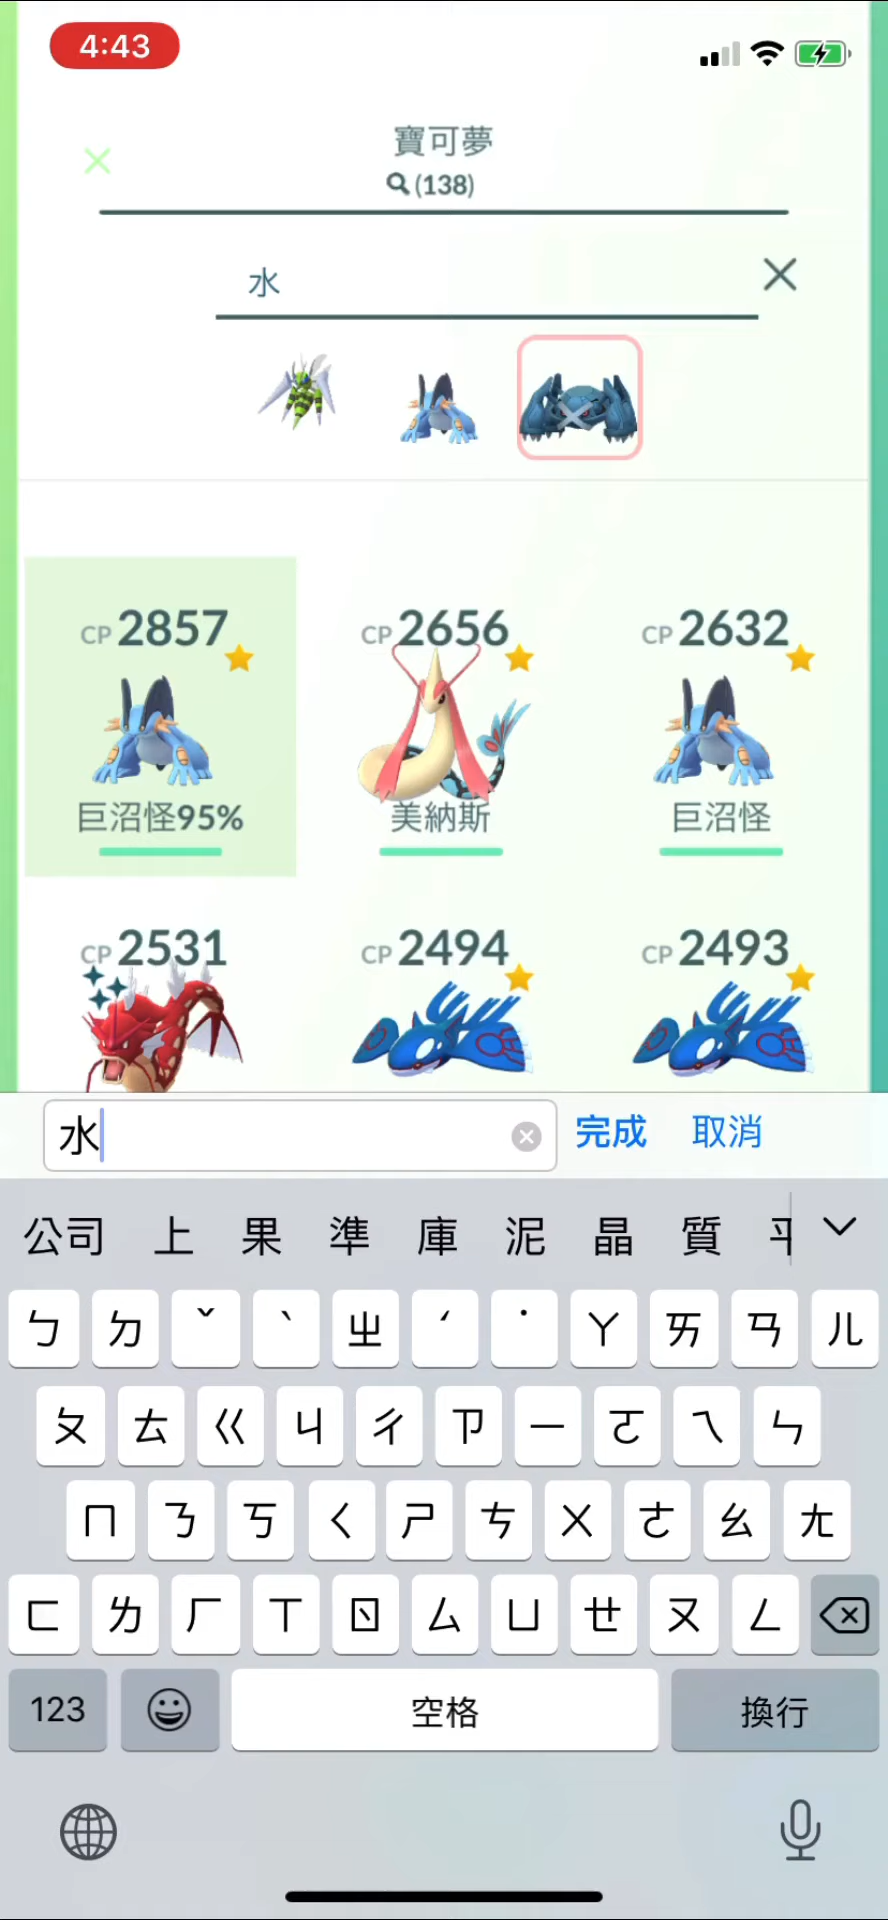 4:43
寶可夢
(138)
水
CP 2857
CP 2656
CP 2632
巨沼怪95%
美納斯
巨沼怪
CP 2531
CP 2494
CP 2493
水
完成
取消
公司 上 果 準 庫 泥 晶 質
ㄅ ㄉ ˇ ˋ ㄓ ˊ ˙ ㄚ ㄞ ㄢ ㄦ
ㄆ ㄊ ㄍ ㄐ ㄔ ㄗ ㄧ ㄛ ㄟ ㄣ
ㄇ ㄋ ㄎ ㄑ ㄕ ㄘ ㄨ ㄜ ㄠ ㄤ
ㄈ ㄌ ㄏ ㄒ ㄖ ㄙ ㄩ ㄝ ㄡ ㄥ
123
空格
換行